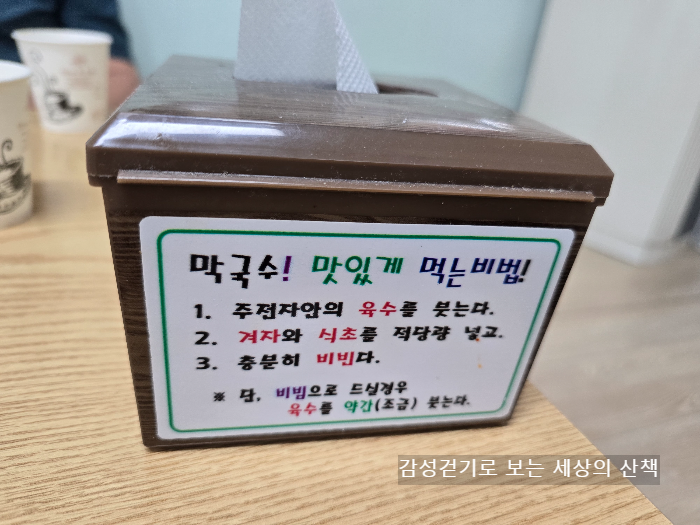 막국수! 맛있게 먹는비법!
1. 주전자안의 육수를 붓는다.
2. 겨자와 식초를 적당량 넣고.
3. 충분히 비빈다.
※ 단, 비빔으로 드실경우
육수를 약간(조금) 붓는다.
감성걷기로 보는 세상의 산책